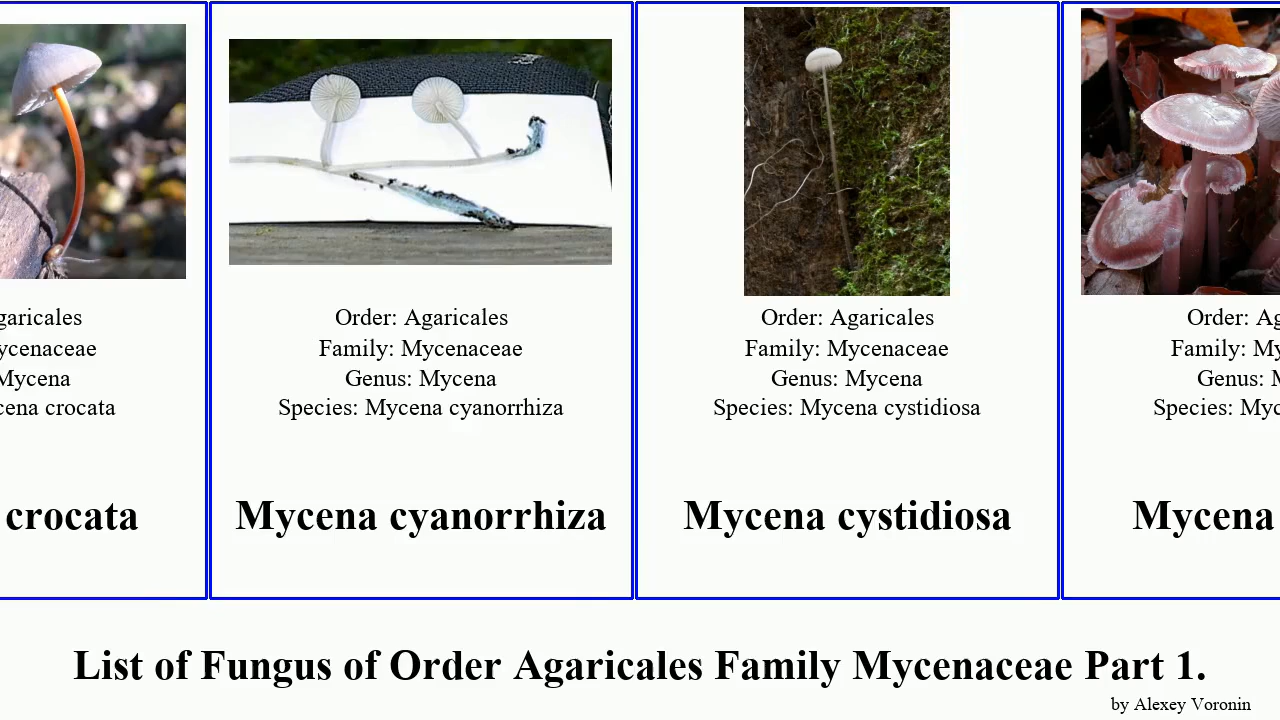 garicales
ycenaceae
Mycena
cena crocata
crocata
Order: Agaricales
Family: Mycenaceae
Genus: Mycena
Species: Mycena cyanorrhiza
Mycena cyanorrhiza
Order: Agaricales
Family: Mycenaceae
Genus: Mycena
Species: Mycena cystidiosa
Mycena cystidiosa
Order: Ag
Family: My
Genus: M
Species: Myc
Mycena
List of Fungus of Order Agaricales Family Mycenaceae Part 1.
by Alexey Voronin